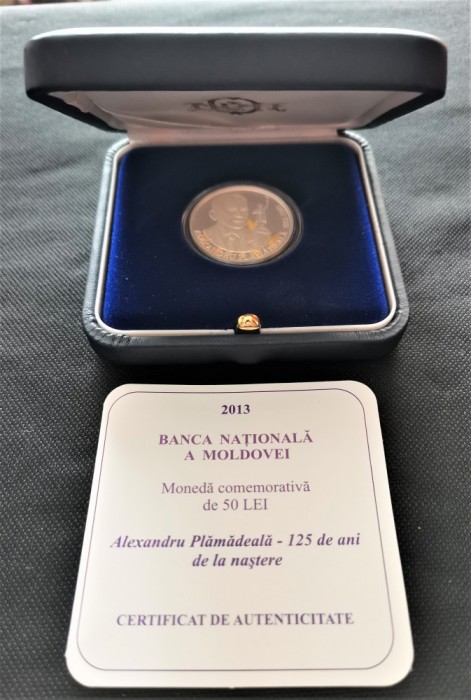 2013
BANCA NAȚIONALĂ
A MOLDOVEI
Monedă comemorativă
de 50 LEI
Alexandru Plămădeală - 125 de ani
de la naștere
CERTIFICAT DE AUTENTICITATE